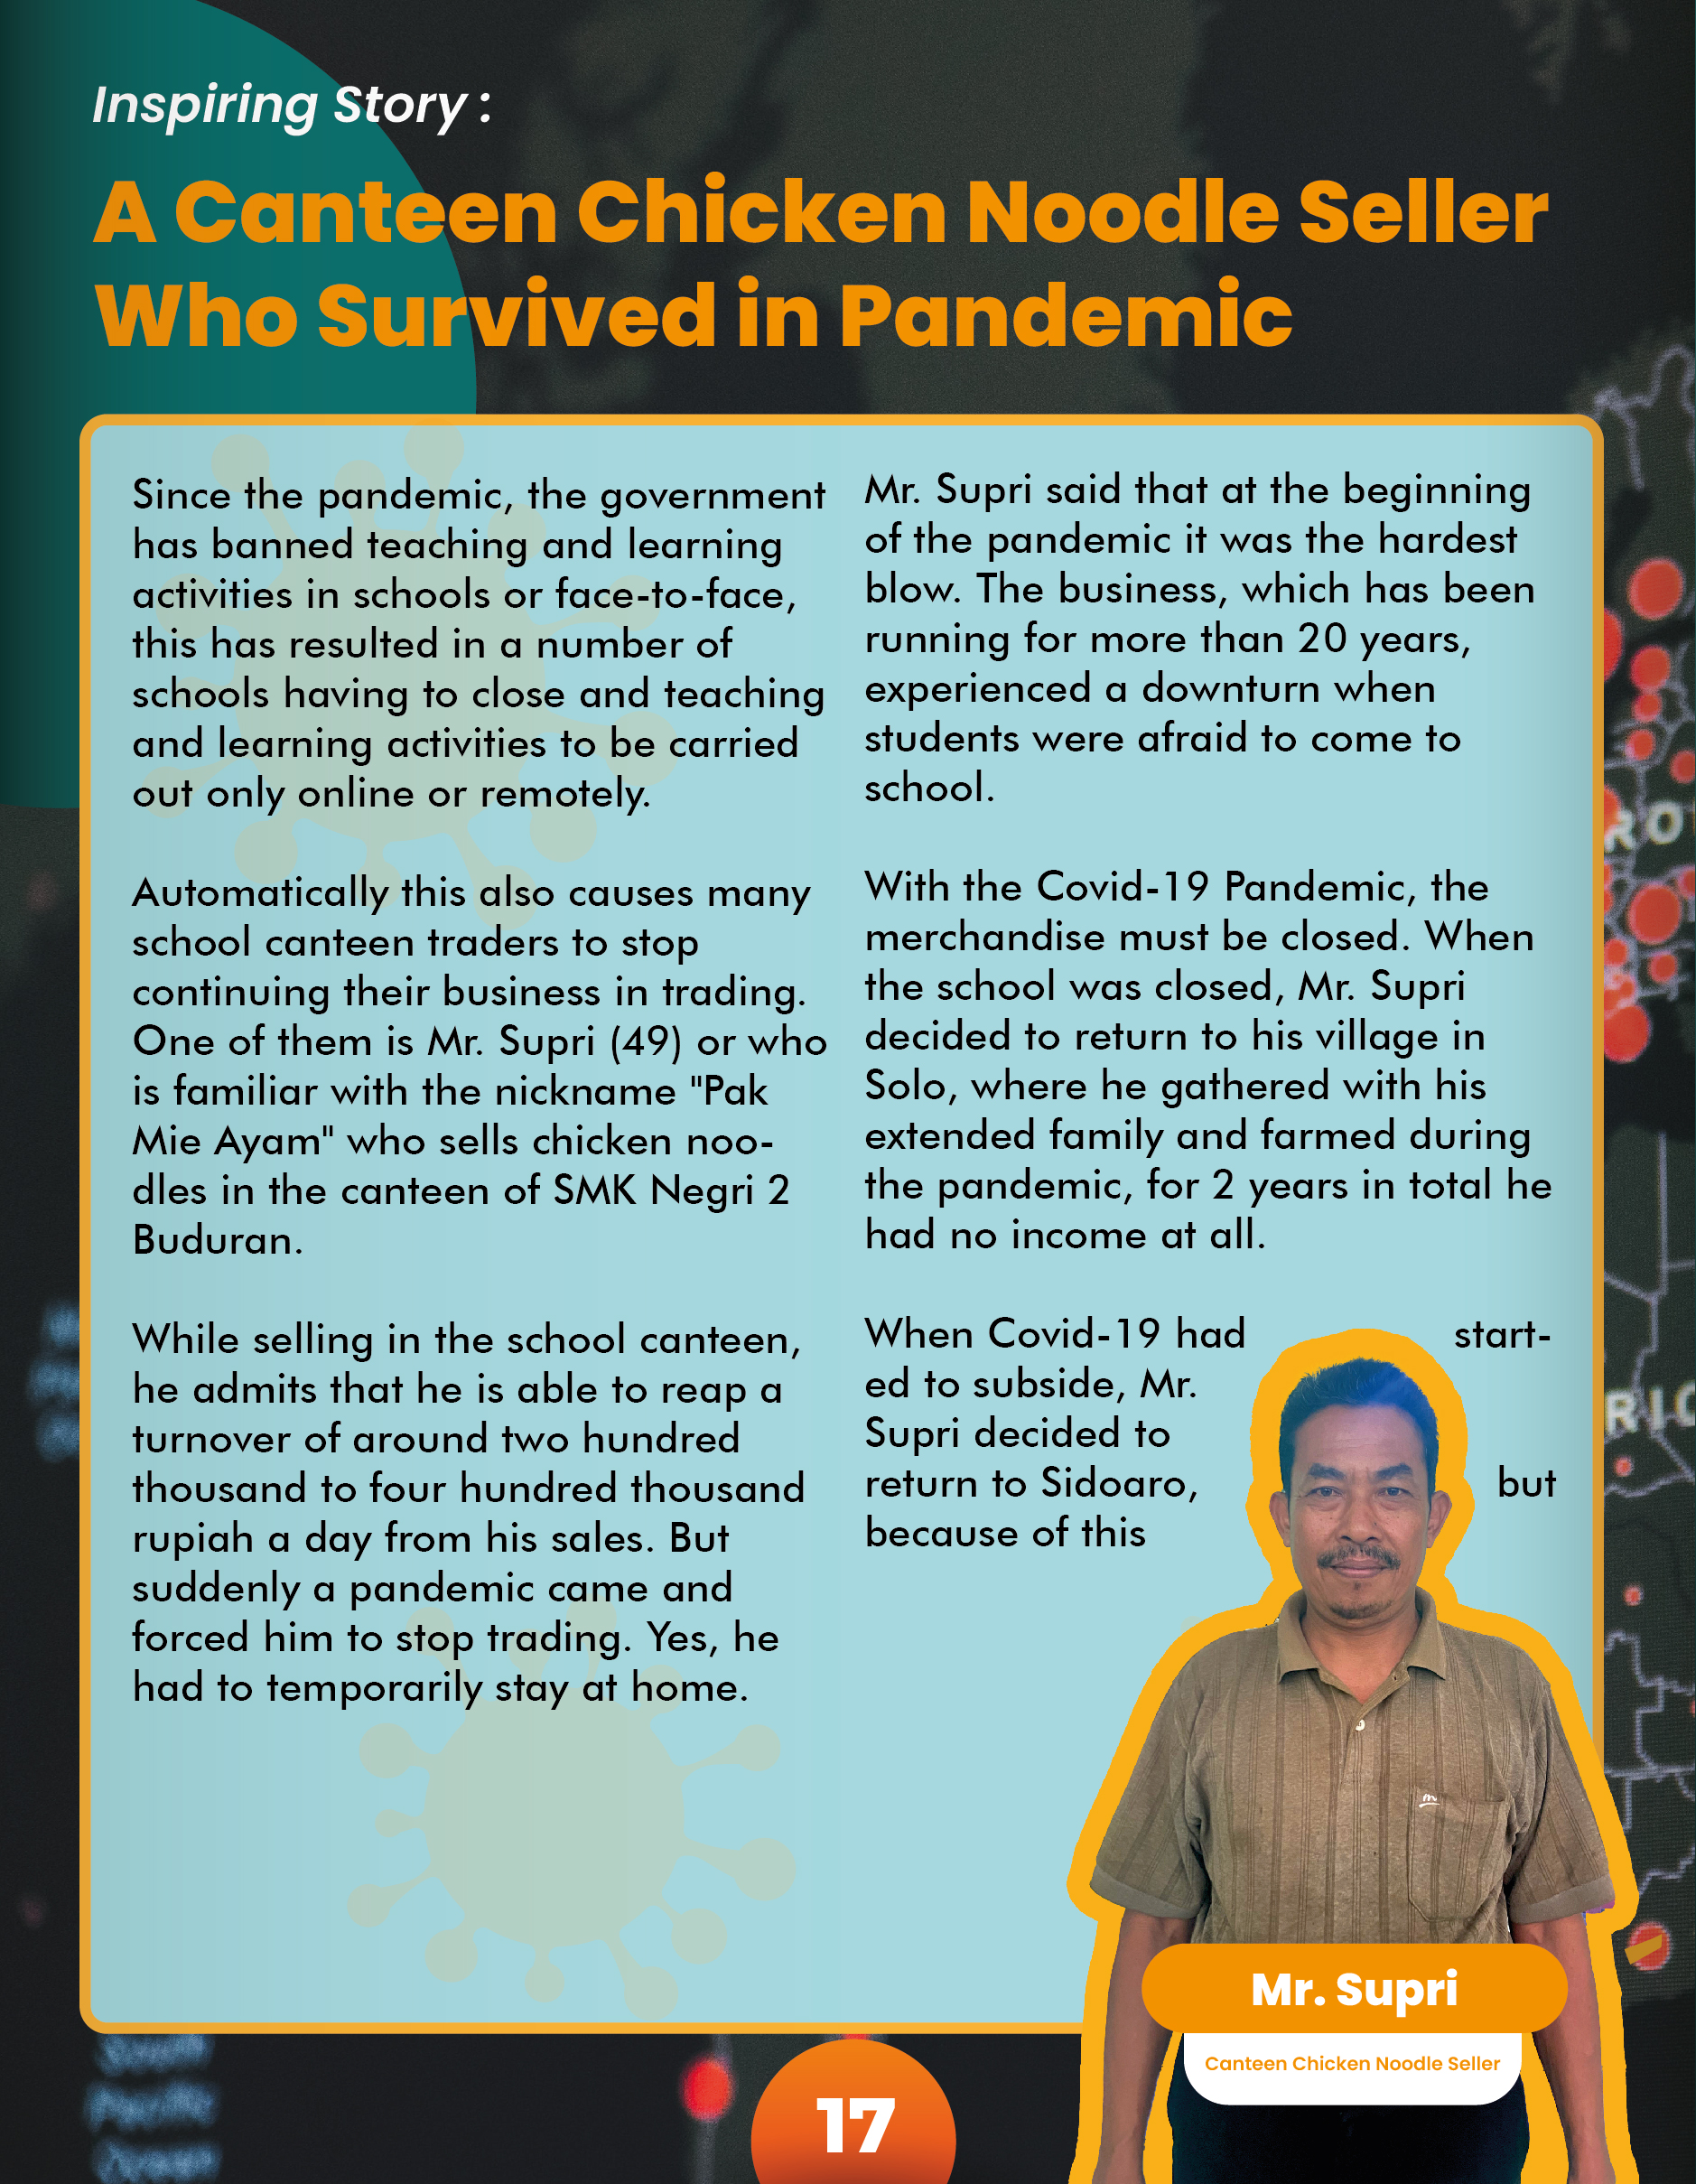 Inspiring Story :
A Canteen Chicken Noodle Seller
Who Survived in Pandemic
Since the pandemic, the government
has banned teaching and learning
activities in schools or face-to-face,
this has resulted in a number of
schools having to close and teaching
and learning activities to be carried
out only online or remotely.
Automatically this also causes many
school canteen traders to stop
continuing their business in trading.
One of them is Mr. Supri (49) or who
is familiar with the nickname "Pak
Mie Ayam" who sells chicken noo-
dles in the canteen of SMK Negri 2
Buduran.
While selling in the school canteen,
he admits that he is able to reap a
turnover of around two hundred
thousand to four hundred thousand
rupiah a day from his sales. But
suddenly a pandemic came and
forced him to stop trading. Yes, he
had to temporarily stay at home.
Mr. Supri said that at the beginning
of the pandemic it was the hardest
blow. The business, which has been
running for more than 20 years,
experienced a downturn when
students were afraid to come to
school.
With the Covid-19 Pandemic, the
merchandise must be closed. When
the school was closed, Mr. Supri
decided to return to his village in
Solo, where he gathered with his
extended family and farmed during
the pandemic, for 2 years in total he
had no income at all.
When Covid-19 had start-
ed to subside, Mr.
Supri decided to
return to Sidoaro, but
because of this
Mr. Supri
Canteen Chicken Noodle Seller
South
Pacific
Ocean
17